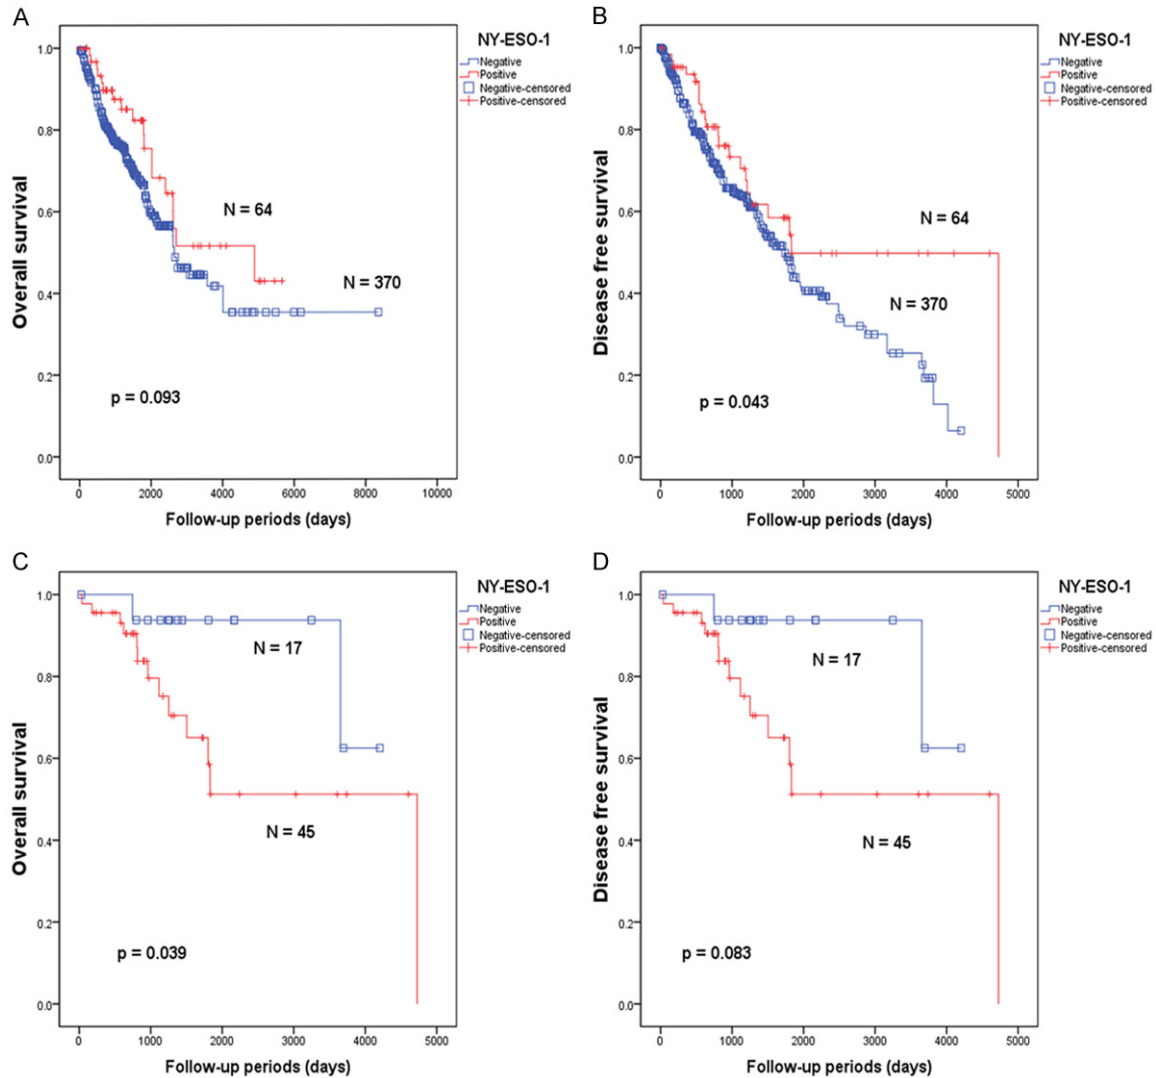 A
NY-ESO-1
Negative
Positive
Negative-censored
Positive-censored
Overall survival
1.0
0.8
0.6
0.4
0.2
0.0
N = 64
N = 370
p = 0.093
0 2000 4000 6000 8000 10000
Follow-up periods (days)
B
NY-ESO-1
Negative
Positive
Negative-censored
Positive-censored
Disease free survival
1.0
0.8
0.6
0.4
0.2
0.0
N = 64
N = 370
p = 0.043
0 1000 2000 3000 4000 5000
Follow-up periods (days)
C
NY-ESO-1
Negative
Positive
Negative-censored
Positive-censored
Overall survival
1.0
0.8
0.6
0.4
0.2
0.0
N = 17
N = 45
p = 0.039
0 1000 2000 3000 4000 5000
Follow-up periods (days)
D
NY-ESO-1
Negative
Positive
Negative-censored
Positive-censored
Disease free survival
1.0
0.8
0.6
0.4
0.2
0.0
N = 17
N = 45
p = 0.083
0 1000 2000 3000 4000 5000
Follow-up periods (days)